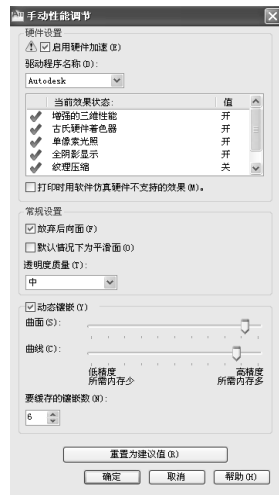 手动性能调节
硬件设置
启用硬件加速(E)
驱动程序名称(D):
Autodesk
当前效果状态: 值
增强的三维性能 开
古氏硬件着色器 开
单像素光照 开
全阴影显示 开
纹理压缩 关
打印时用软件仿真硬件不支持的效果(M)。
常规设置
放弃后向面(F)
默认情况下为平滑面(O)
透明度质量(T):
中
动态镶嵌(Y)
曲面(S):
曲线(C):
低精度 高精度
所需内存少 所需内存多
要缓存的镶嵌数(N):
6
重置为建议值(R)
确定 取消 帮助(H)